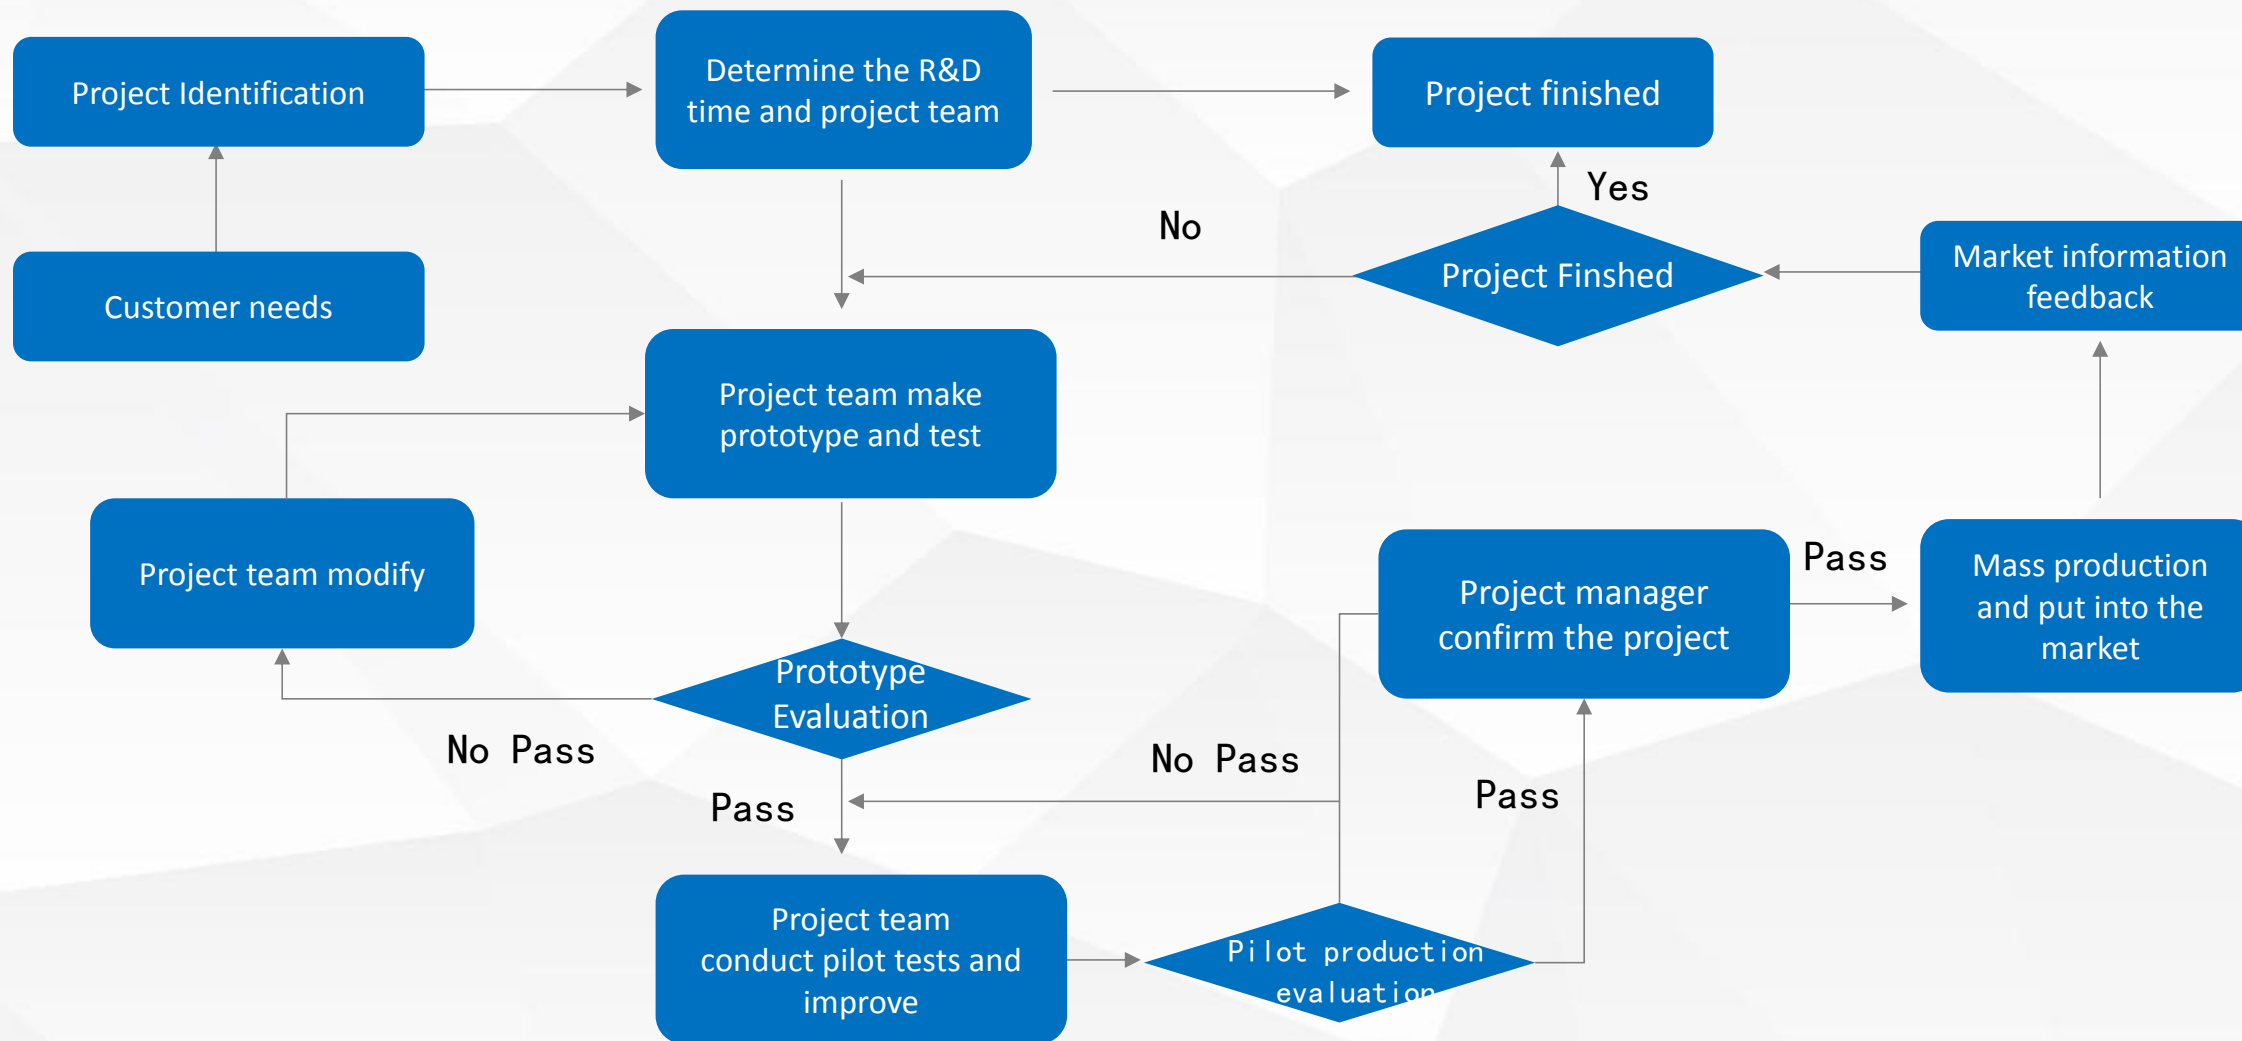 Project Identification
Determine the R&D
time and project team
Project finished
Yes
No
Customer needs
Project Finshed
Market information
feedback
Project team make
prototype and test
Project team modify
Project manager
confirm the project
Pass
Mass production
and put into the
market
Prototype
Evaluation
No Pass
Pass
No Pass
Pass
Project team
conduct pilot tests and
improve
Pilot production
evaluation